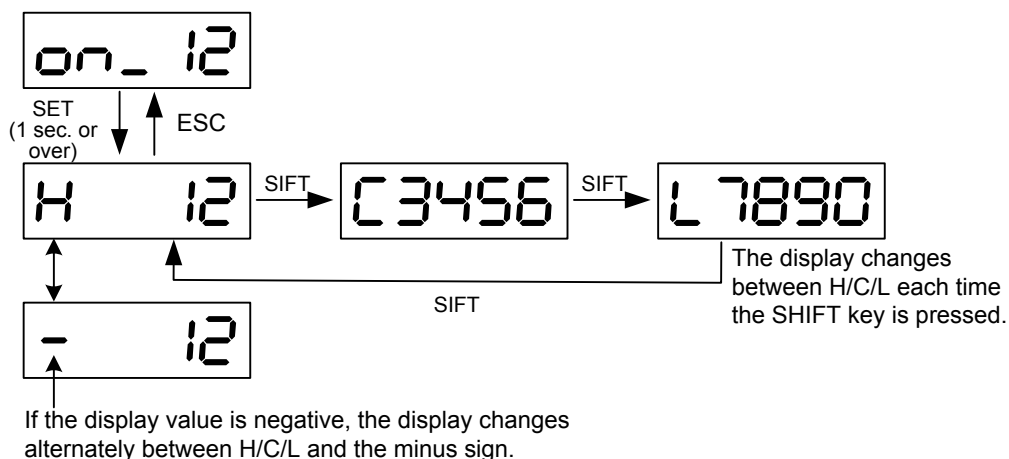 on_ 12
SET
(1 sec. or
over)
ESC
H 12
SIFT
C3456
SIFT
L 7890
The display changes
between H/C/L each time
the SHIFT key is pressed.
SIFT
- 12
If the display value is negative, the display changes
alternately between H/C/L and the minus sign.